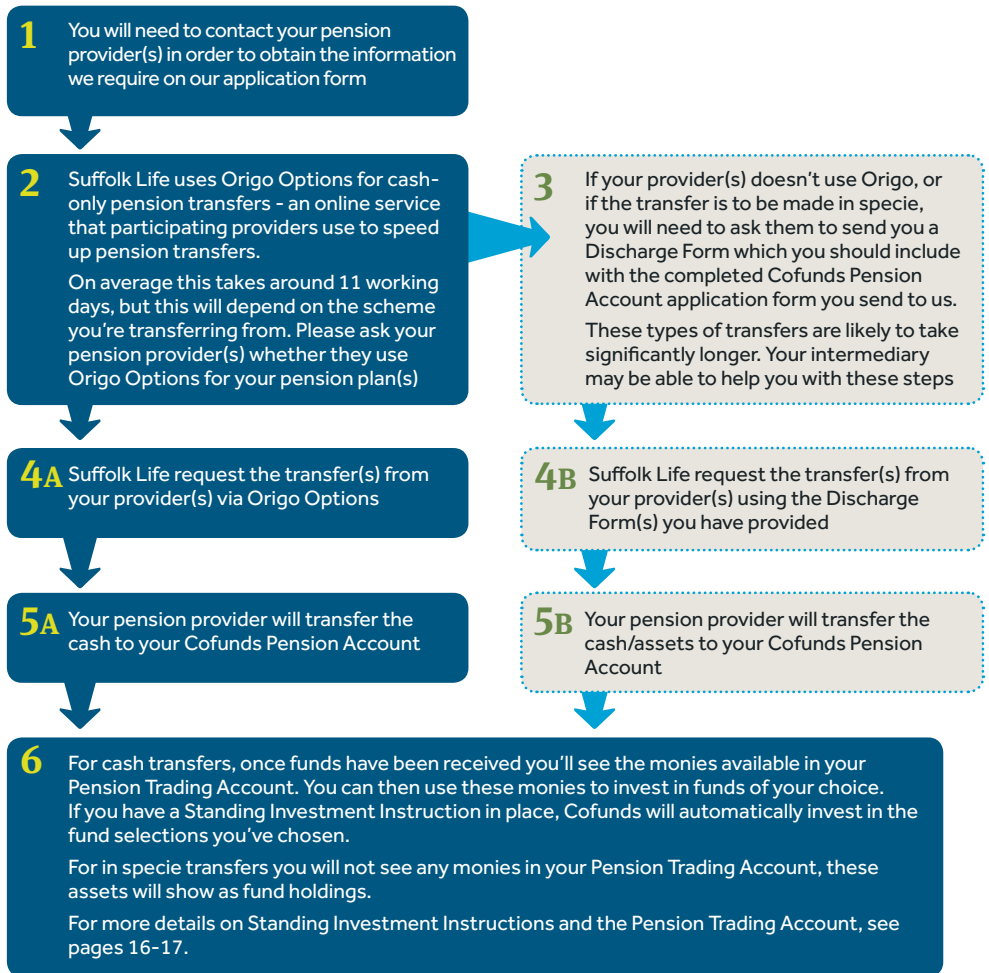 1
You will need to contact your pension
provider(s) in order to obtain the information
we require on our application form
2
Suffolk Life uses Origo Options for cash-
only pension transfers - an online service
that participating providers use to speed
up pension transfers.
On average this takes around 11 working
days, but this will depend on the scheme
you're transferring from. Please ask your
pension provider(s) whether they use
Origo Options for your pension plan(s)
3
If your provider(s) doesn't use Origo, or
if the transfer is to be made in specie,
you will need to ask them to send you a
Discharge Form which you should include
with the completed Cofunds Pension
Account application form you send to us.
These types of transfers are likely to take
significantly longer. Your intermediary
may be able to help you with these steps
4A
Suffolk Life request the transfer(s) from
your provider(s) via Origo Options
4B
Suffolk Life request the transfer(s) from
your provider(s) using the Discharge
Form(s) you have provided
5A
Your pension provider will transfer the
cash to your Cofunds Pension Account
5B
Your pension provider will transfer the
cash/assets to your Cofunds Pension
Account
6
For cash transfers, once funds have been received you'll see the monies available in your
Pension Trading Account. You can then use these monies to invest in funds of your choice.
If you have a Standing Investment Instruction in place, Cofunds will automatically invest in the
fund selections you've chosen.
For in specie transfers you will not see any monies in your Pension Trading Account, these
assets will show as fund holdings.
For more details on Standing Investment Instructions and the Pension Trading Account, see
pages 16-17.